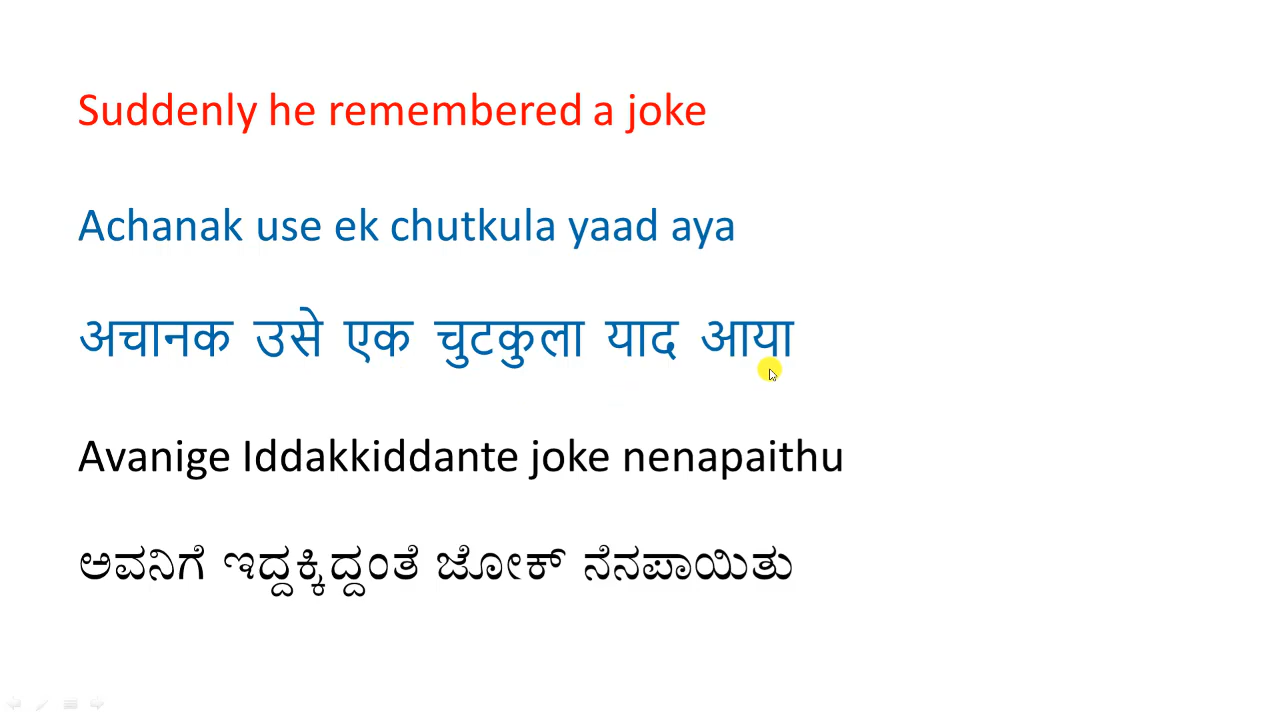 Suddenly he remembered a joke
Achanak use ek chutkula yaad aya
अचानक उसे एक चुटकुला याद आया
Avanige Iddakkiddante joke nenapaithu
ಅವನಿಗೆ ಇದ್ದಕ್ಕಿದ್ದಂತೆ ಜೋಕ್ ನೆನಪಾಯಿತು